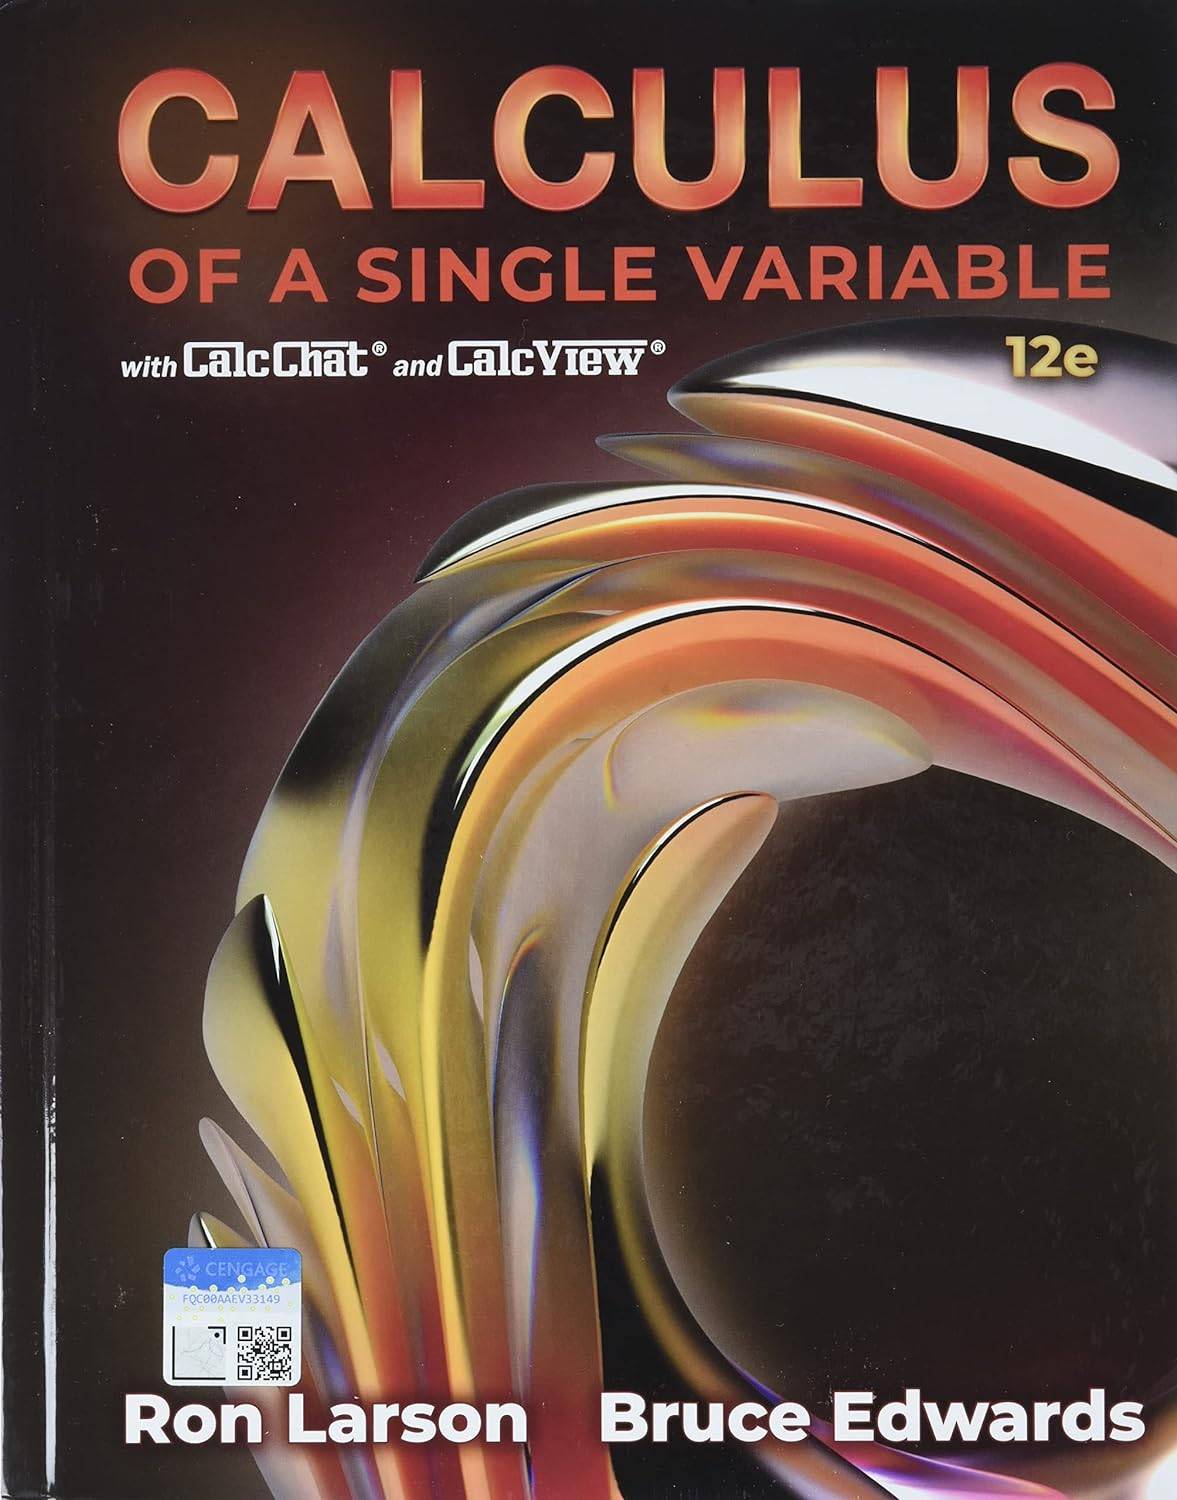 CALCULUS
OF A SINGLE VARIABLE
with CalcChat® and CalcView®
12e
CENGAGE
FQC00AAEV33149
Ron Larson Bruce Edwards